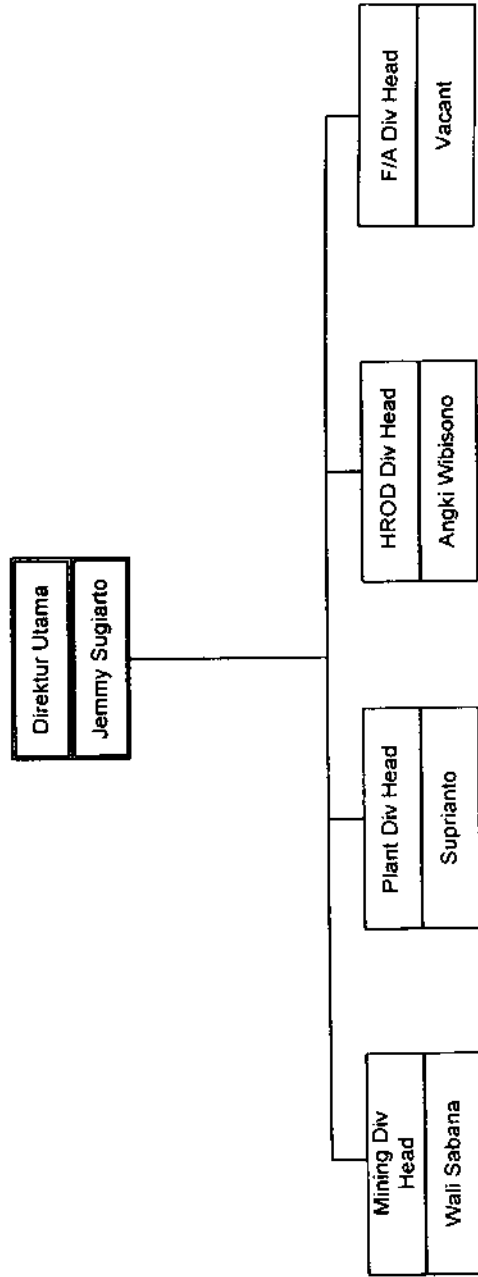 Direktur Utama
Jemmy Sugiarto
Mining Div
Head
Wali Sabana
Plant Div Head
Suprianto
HROD Div Head
Angki Wibisono
F/A Div Head
Vacant